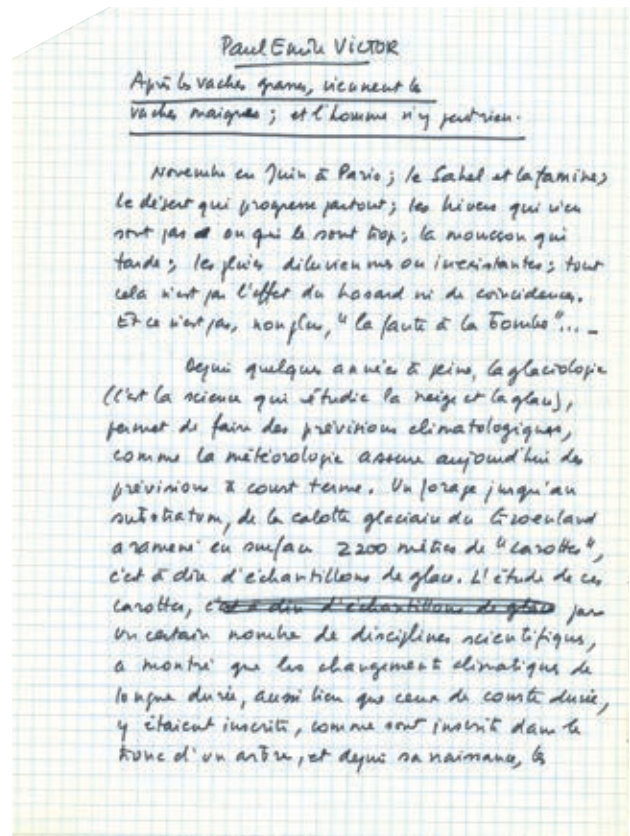 Paul Emile VICTOR
Après les vaches grasses, viennent les
vaches maigres ; et l'homme n'y peut rien.
Novembre en Juin à Paris ; le Sahel et la famine ;
le désert qui progresse partout ; les hivers qui n'en
sont pas ou qui le sont trop ; la mousson qui
tarde ; les pluies diluviennes ou inexistantes ; tout
cela n'est pas l'effet du hasard ni de coïncidences.
Et ce n'est pas, non plus, "la faute à la bombe"... _
Depuis quelques années à peine, la glaciologie
(c'est la science qui étudie la neige et la glace),
permet de faire des prévisions climatologiques,
comme la météorologie assure aujourd'hui des
prévisions à court terme. Un forage jusqu'au
substratum, de la calotte glaciaire du Groenland
a ramené en surface 2200 mètres de "carottes",
c'est à dire d'échantillons de glace. L'étude de ces
carottes, c'est à dire d'échantillons de glace par
un certain nombre de disciplines scientifiques,
a montré que les changements climatiques de
longue durée, aussi bien que ceux de courte durée,
y étaient inscrits, comme sont inscrits dans le
tronc d'un arbre, et depuis sa naissance, les